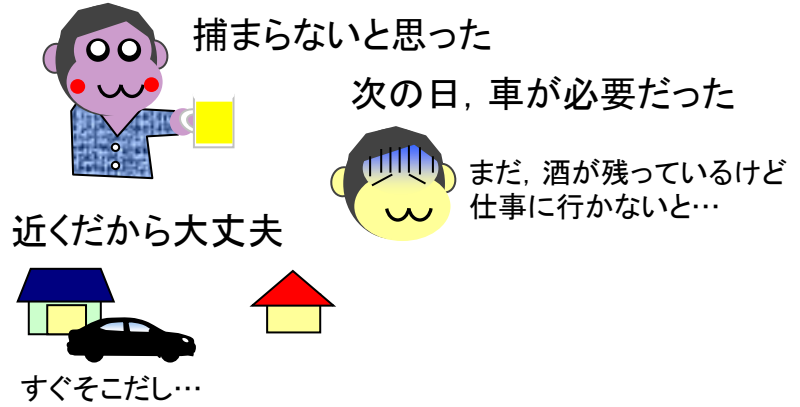 捕まらないと思った
次の日，車が必要だった
まだ，酒が残っているけど
仕事に行かないと…
近くだから大丈夫
すぐそこだし…